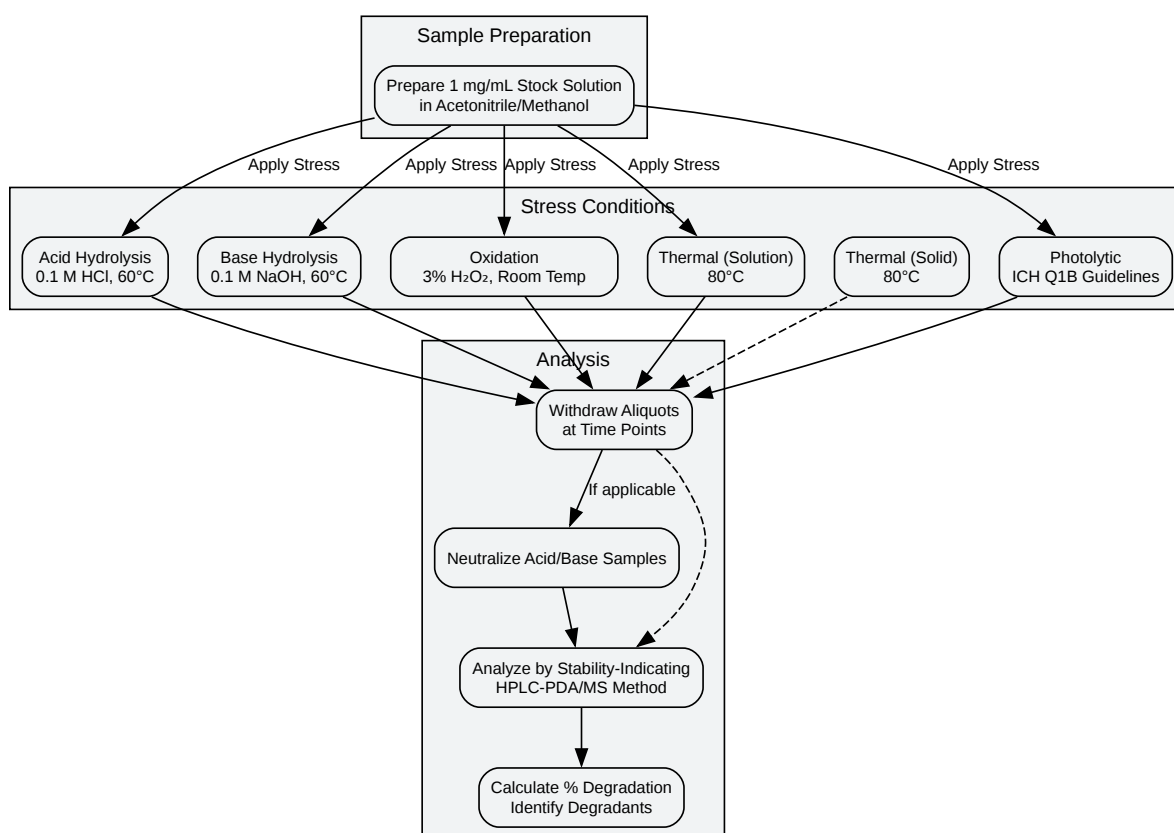 Sample Preparation
Prepare 1 mg/mL Stock Solution
in Acetonitrile/Methanol
Apply Stress
Apply Stress
Apply Stress
Apply Stress
Apply Stress
Stress Conditions
Acid Hydrolysis
0.1 M HCl, 60°C
Base Hydrolysis
0.1 M NaOH, 60°C
Oxidation
3% H₂O₂, Room Temp
Thermal (Solution)
80°C
Thermal (Solid)
80°C
Photolytic
ICH Q1B Guidelines
Analysis
Withdraw Aliquots
at Time Points
If applicable
Neutralize Acid/Base Samples
Analyze by Stability-Indicating
HPLC-PDA/MS Method
Calculate % Degradation
Identify Degradants